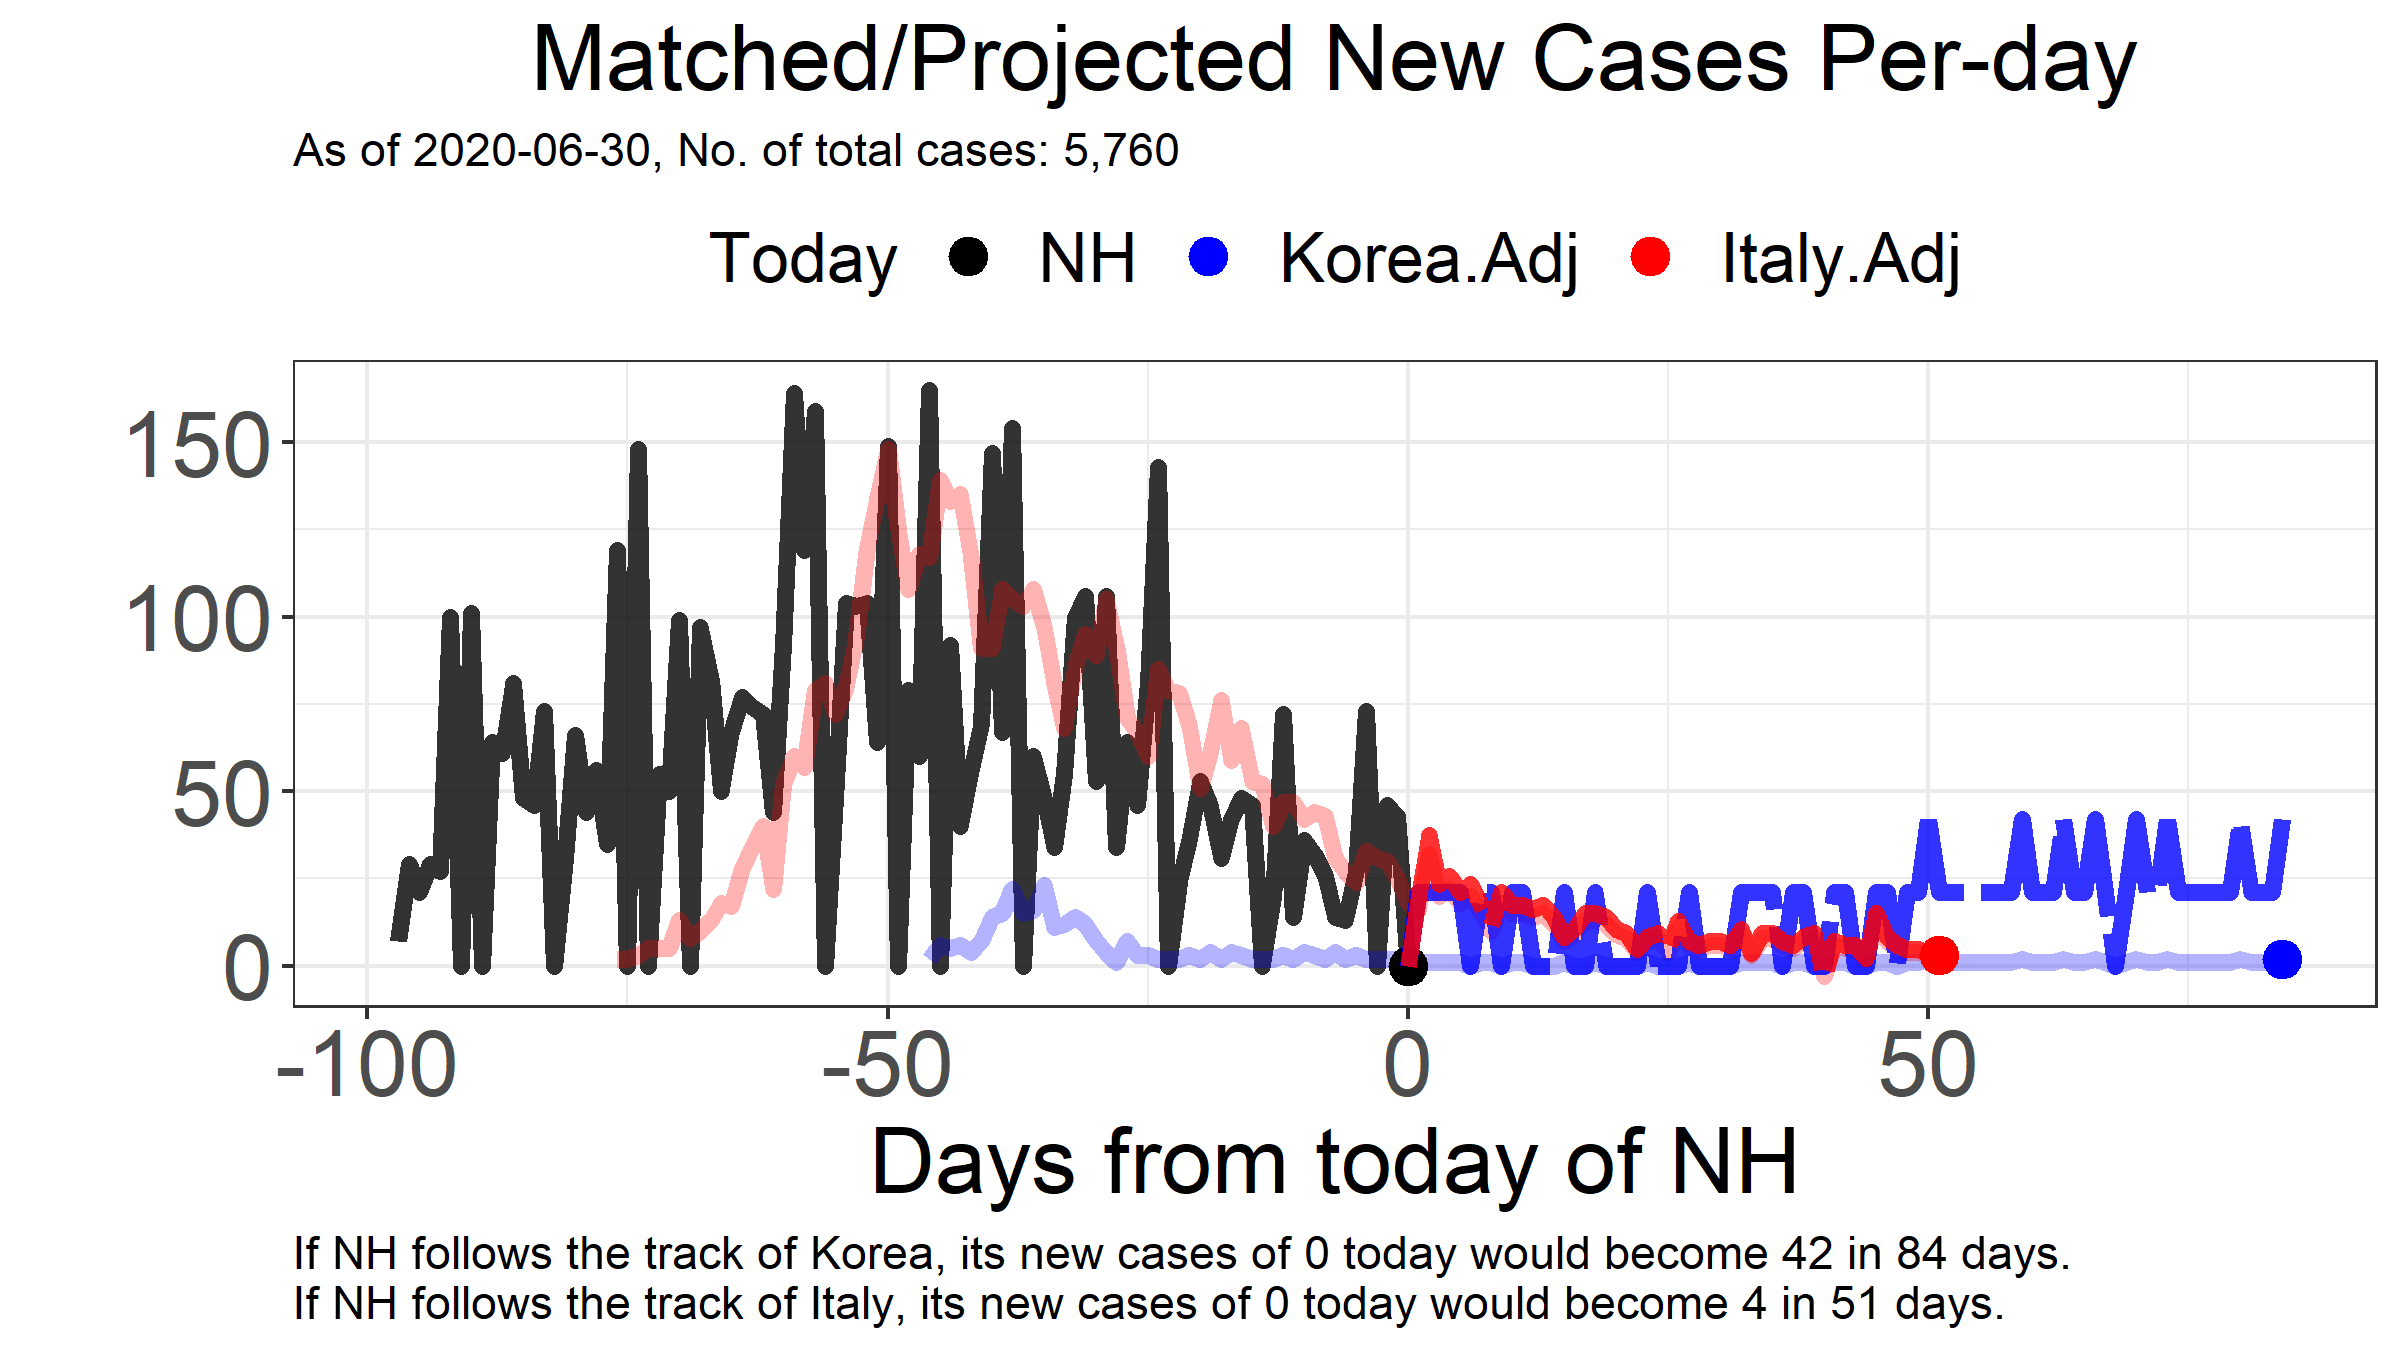 Matched/Projected New Cases Per-day
As of 2020-06-30, No. of total cases: 5,760
Today NH Korea.Adj Italy.Adj
150
100
50
0
-100 -50 0 50
Days from today of NH
If NH follows the track of Korea, its new cases of 0 today would become 42 in 84 days.
If NH follows the track of Italy, its new cases of 0 today would become 4 in 51 days.